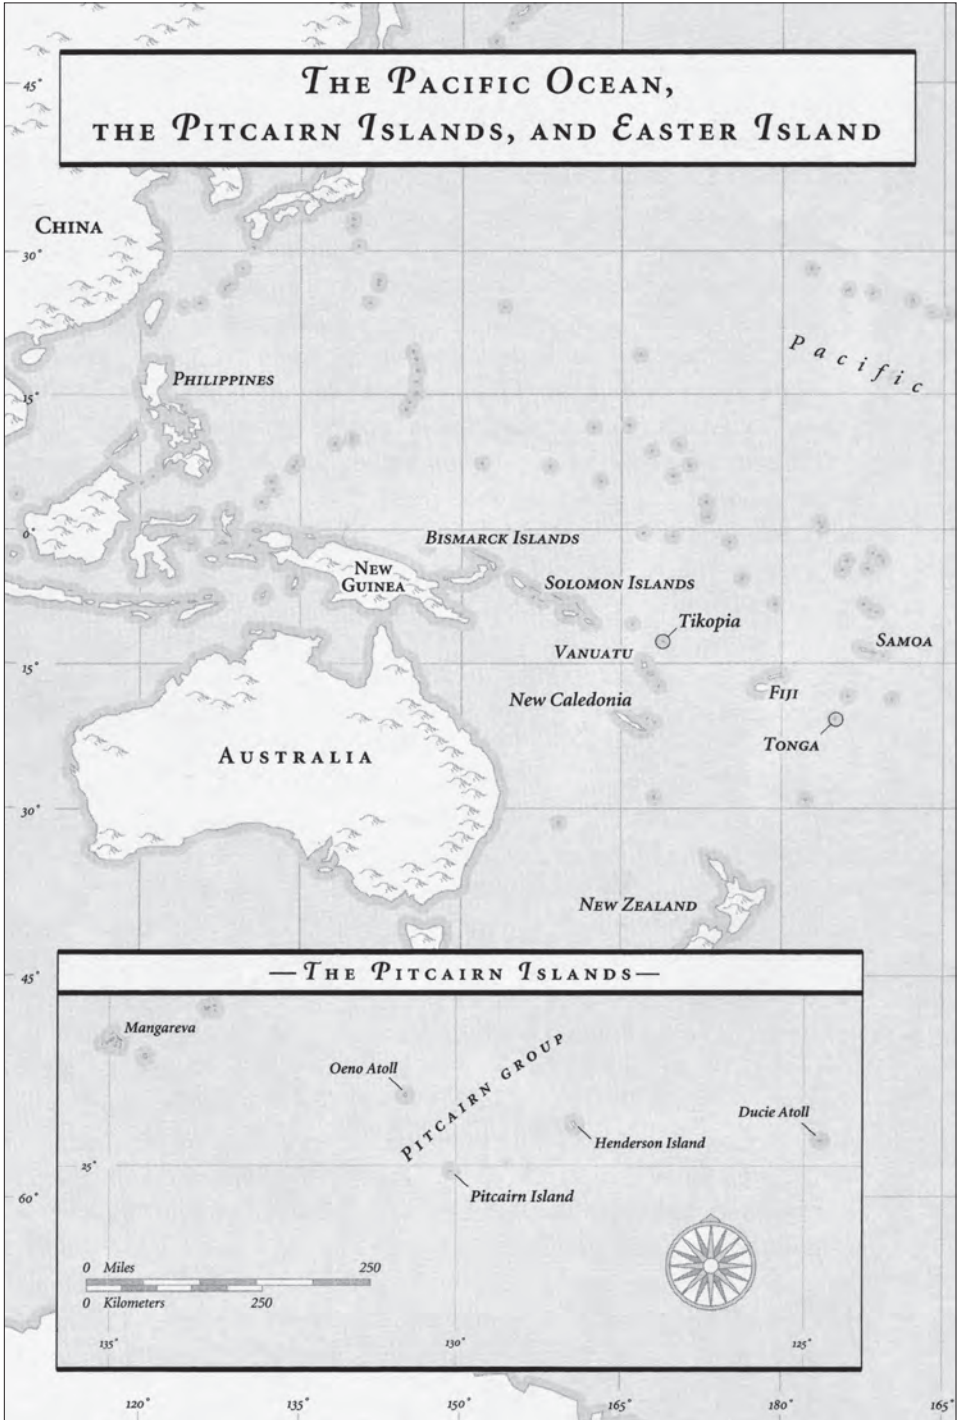 THE PACIFIC OCEAN,
THE PITCAIRN ISLANDS, AND EASTER ISLAND
45°
CHINA
30°
Pacific
PHILIPPINES
15°
0°
BISMARCK ISLANDS
NEW
GUINEA
SOLOMON ISLANDS
Tikopia
SAMOA
VANUATU
15°
FIJI
New Caledonia
TONGA
AUSTRALIA
30°
NEW ZEALAND
45°
—THE PITCAIRN ISLANDS—
Mangareva
PITCAIRN GROUP
Oeno Atoll
Ducie Atoll
Henderson Island
25°
Pitcairn Island
60°
0 Miles 250
0 Kilometers 250
135° 130° 125°
120° 135° 150° 165° 180° 165°